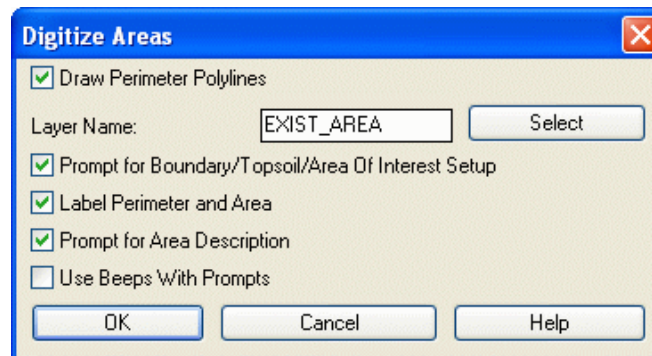 Digitize Areas
Draw Perimeter Polylines
Layer Name: EXIST_AREA Select
Prompt for Boundary/Topsoil/Area Of Interest Setup
Label Perimeter and Area
Prompt for Area Description
Use Beeps With Prompts
OK Cancel Help